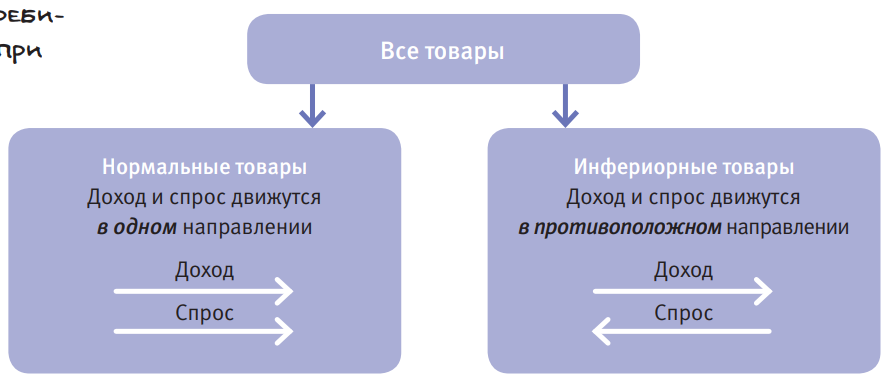 РЕБИ-
ПРИ
Все товары
Нормальные товары
Доход и спрос движутся
в одном направлении
Доход
Спрос
Инфериорные товары
Доход и спрос движутся
в противоположном направлении
Доход
Спрос